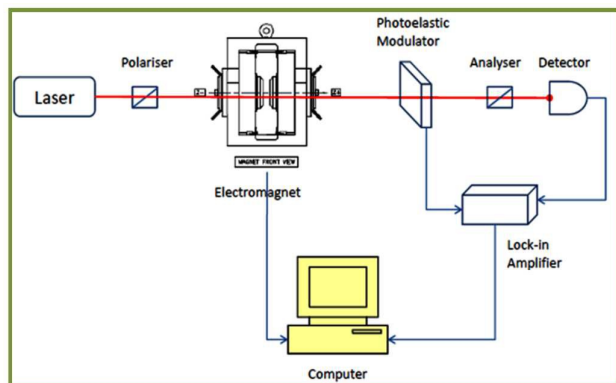 Photoelastic
Modulator
Polariser
Analyser
Detector
Laser
MAGNET FRONT VIEW
Electromagnet
Lock-in
Amplifier
Computer